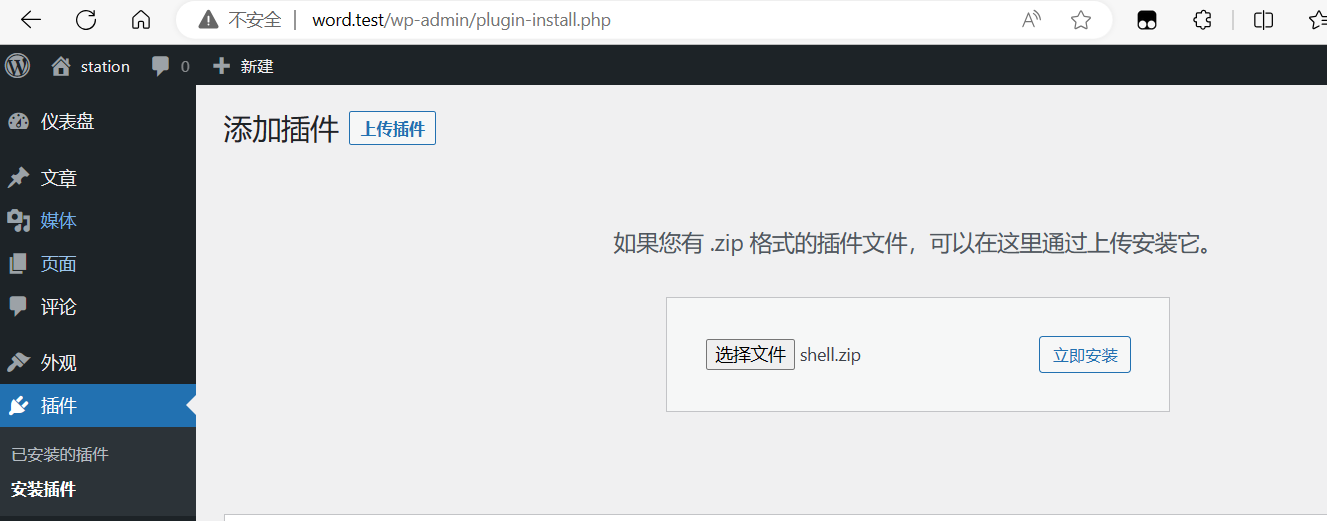 不安全 | word.test/wp-admin/plugin-install.php
station 0 新建
仪表盘
文章
媒体
页面
评论
外观
插件
已安装的插件
安装插件
添加插件 上传插件
如果您有 .zip 格式的插件文件，可以在这里通过上传安装它。
选择文件 shell.zip 立即安装